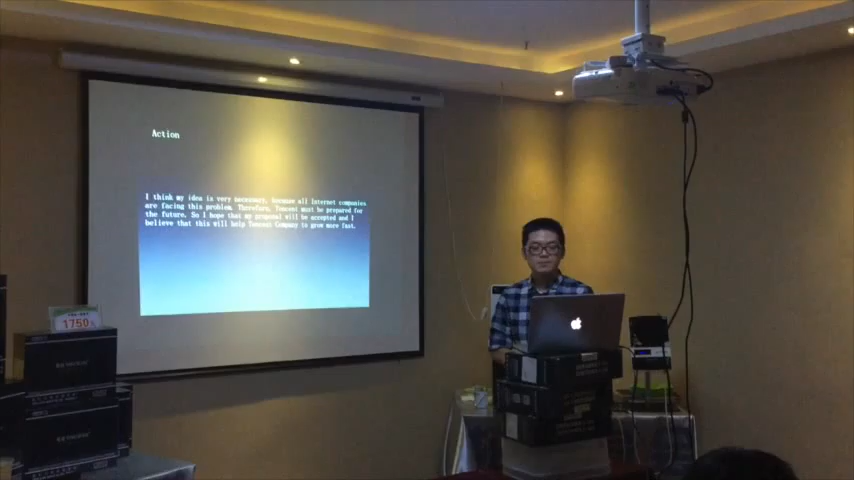 Action
I think my idea is very necessary, because all Internet companies
are facing this problem. Therefore, Tencent must be prepared for
the future. So I hope that my proposal will be accepted and I
believe that this will help Tencent Company to grow more fast.
1750